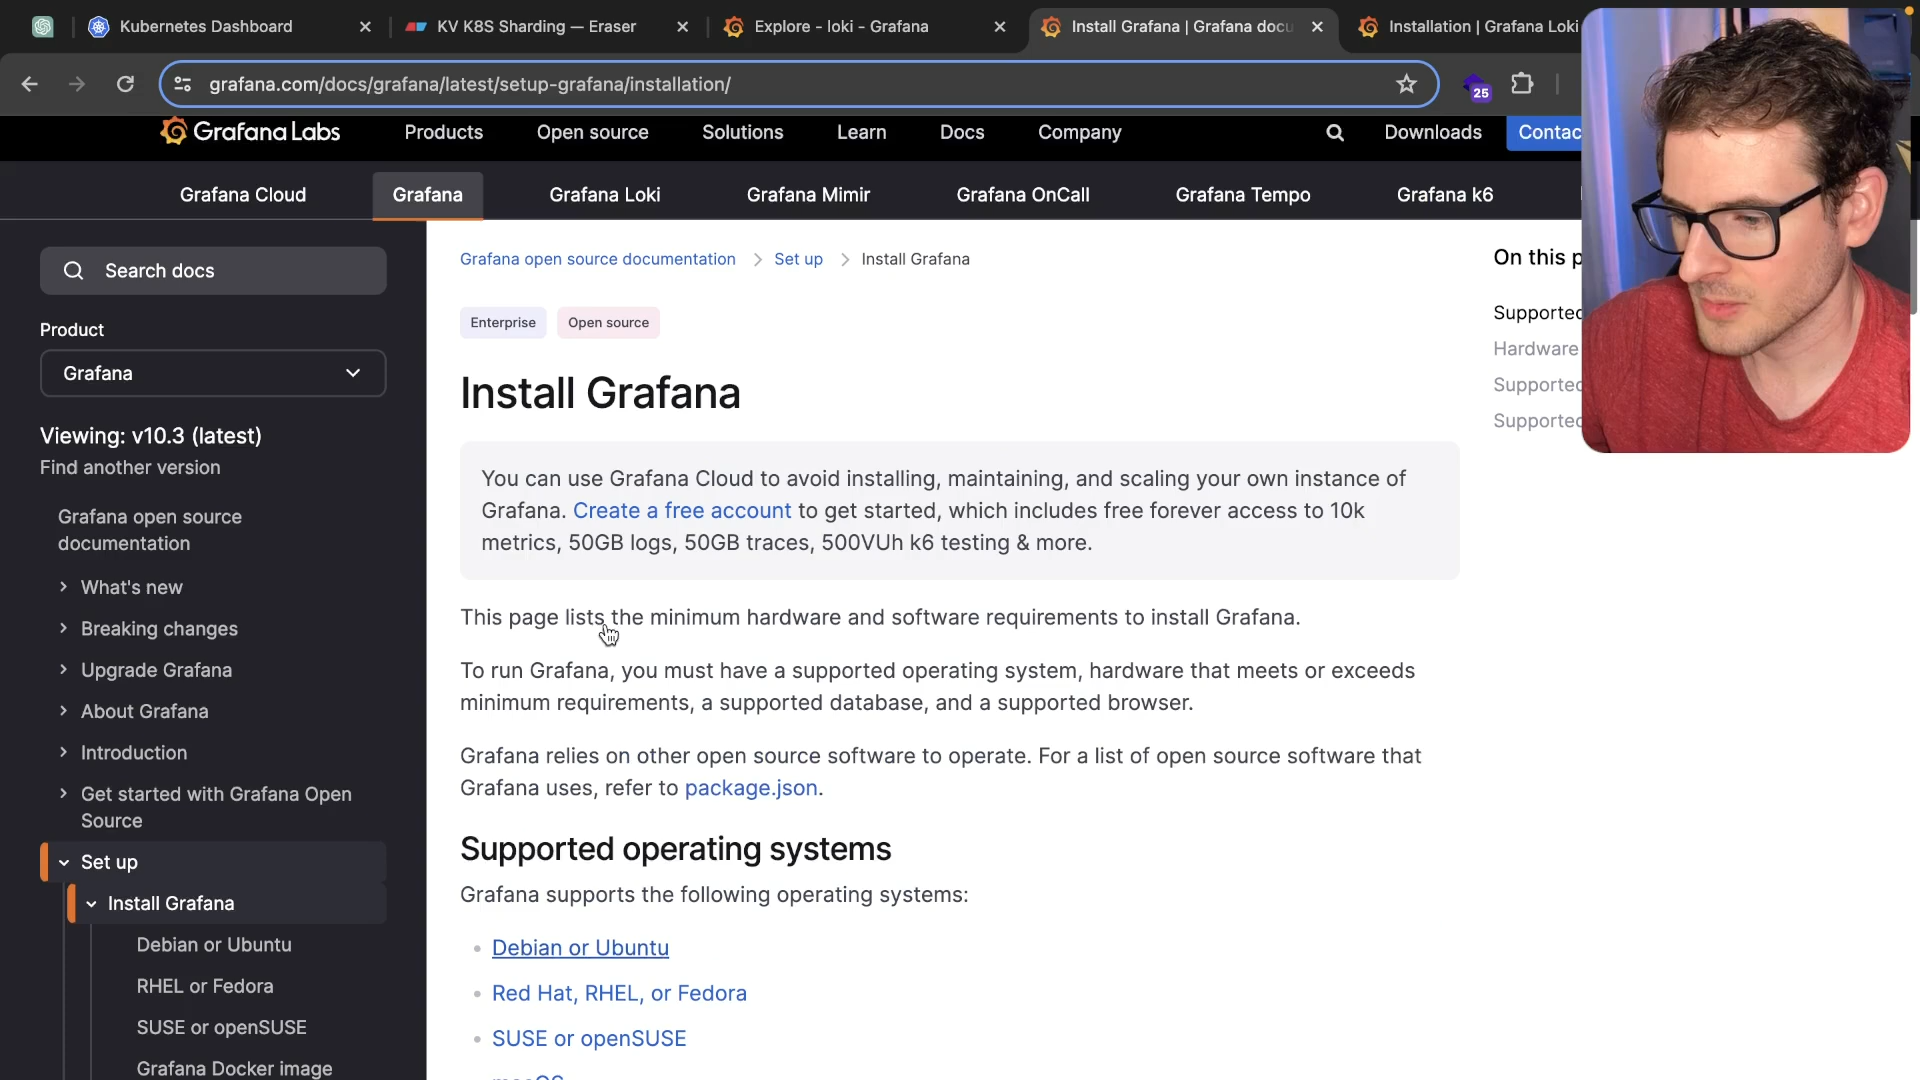 Kubernetes Dashboard
KV K8S Sharding — Eraser
Explore - loki - Grafana
Install Grafana | Grafana docu
Installation | Grafana Loki
grafana.com/docs/grafana/latest/setup-grafana/installation/
25
Grafana Labs
Products
Open source
Solutions
Learn
Docs
Company
Downloads
Contac
Grafana Cloud
Grafana
Grafana Loki
Grafana Mimir
Grafana OnCall
Grafana Tempo
Grafana k6
Search docs
Product
Grafana
Viewing: v10.3 (latest)
Find another version
Grafana open source
documentation
What's new
Breaking changes
Upgrade Grafana
About Grafana
Introduction
Get started with Grafana Open
Source
Set up
Install Grafana
Debian or Ubuntu
RHEL or Fedora
SUSE or openSUSE
Grafana Docker image
Grafana open source documentation > Set up > Install Grafana
Enterprise
Open source
Install Grafana
You can use Grafana Cloud to avoid installing, maintaining, and scaling your own instance of
Grafana. Create a free account to get started, which includes free forever access to 10k
metrics, 50GB logs, 50GB traces, 500VUh k6 testing & more.
This page lists the minimum hardware and software requirements to install Grafana.
To run Grafana, you must have a supported operating system, hardware that meets or exceeds
minimum requirements, a supported database, and a supported browser.
Grafana relies on other open source software to operate. For a list of open source software that
Grafana uses, refer to package.json.
Supported operating systems
Grafana supports the following operating systems:
• Debian or Ubuntu
• Red Hat, RHEL, or Fedora
• SUSE or openSUSE
On this p
Supported
Hardware
Supported
Supported